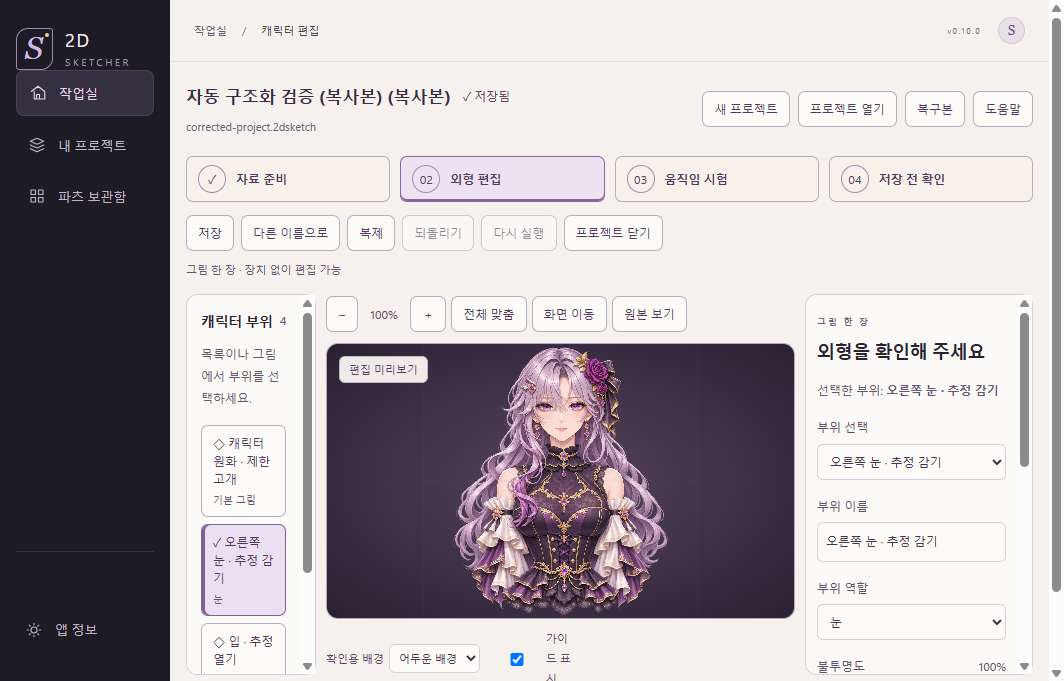 S
2D
SKETCHER
작업실
내 프로젝트
파츠 보관함
앱 정보
작업실 / 캐릭터 편집
v0.10.0
S
자동 구조화 검증 (복사본) (복사본) ✓ 저장됨
corrected-project.2dsketch
새 프로젝트
프로젝트 열기
복구본
도움말
✓ 자료 준비
02 외형 편집
03 움직임 시험
04 저장 전 확인
저장
다른 이름으로
복제
되돌리기
다시 실행
프로젝트 닫기
그림 한 장 · 장치 없이 편집 가능
캐릭터 부위 4
목록이나 그림
에서 부위를 선
택하세요.
◇ 캐릭터
원화 · 제한
고개
기본 그림
✓ 오른쪽
눈 · 추정 감
기
눈
◇ 입 · 추정
열기
−
100%
+
전체 맞춤
화면 이동
원본 보기
편집 미리보기
확인용 배경
어두운 배경
가이
드 표
시
그림 한 장
외형을 확인해 주세요
선택한 부위: 오른쪽 눈 · 추정 감기
부위 선택
오른쪽 눈 · 추정 감기
부위 이름
오른쪽 눈 · 추정 감기
부위 역할
눈
불투명도 100%